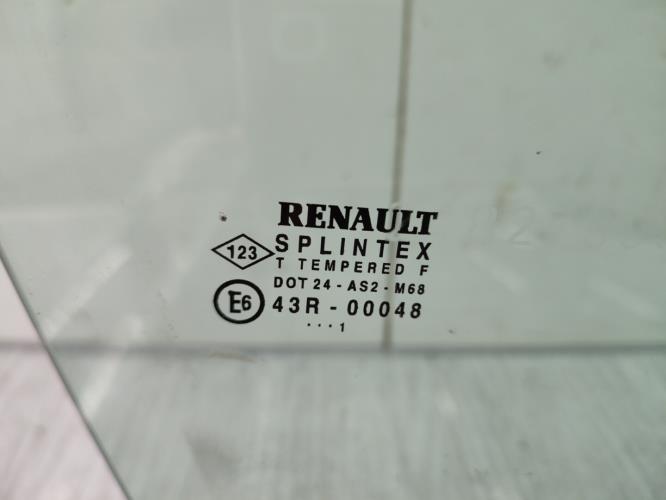 RENAULT
123 SPLINTEX
T TEMPERED F
DOT 24-AS2-M68
E6 43R-00048
...1